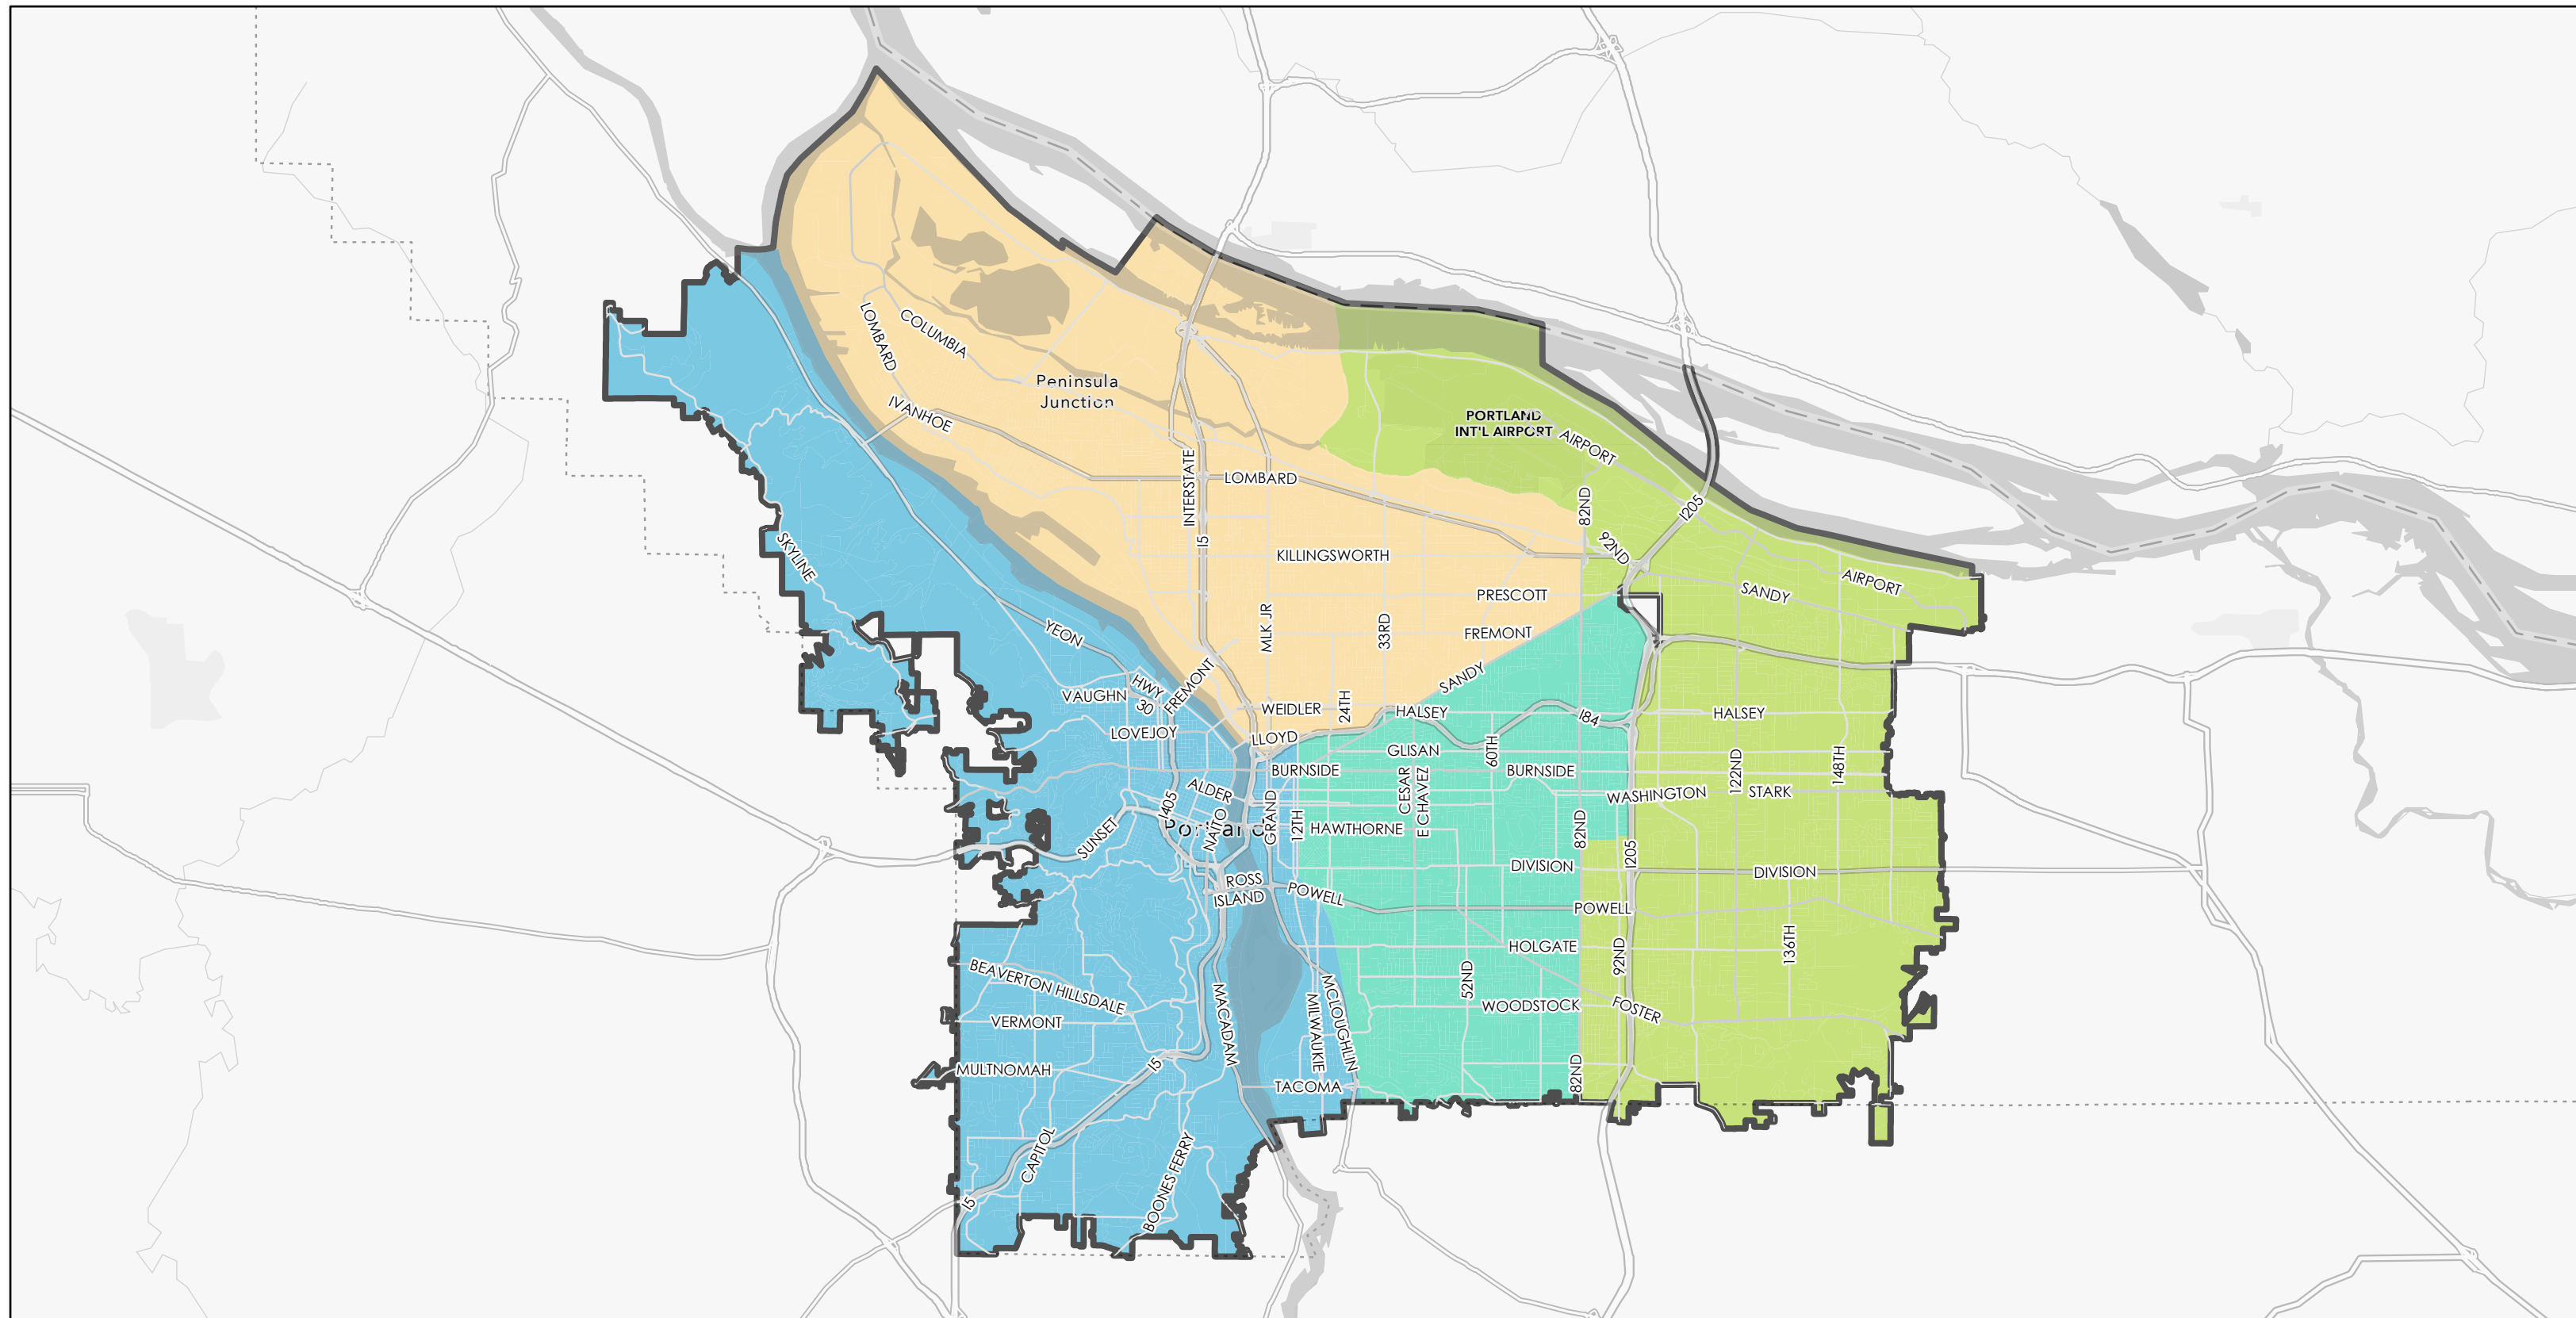 LOMBARD
COLUMBIA
Peninsula
Junction
IVANHOE
PORTLAND
INT'L AIRPORT
AIRPORT
INTERSTATE
LOMBARD
82ND
I205
I5
SKYLINE
KILLINGSWORTH
92ND
PRESCOTT
SANDY
AIRPORT
YEON
MLK JR
33RD
FREMONT
HWY
30
FREMONT
SANDY
VAUGHN
WEIDLER
24TH
HALSEY
I84
HALSEY
LOVEJOY
LLOYD
GLISAN
60TH
BURNSIDE
BURNSIDE
122ND
148TH
ALDER
CESAR
E CHAVEZ
WASHINGTON
STARK
I405
Portland
NAITO
GRAND
12TH
HAWTHORNE
82ND
SUNSET
I205
DIVISION
DIVISION
ROSS
ISLAND
POWELL
POWELL
HOLGATE
92ND
136TH
BEAVERTON HILLSDALE
52ND
VERMONT
MACADAM
MILWAUKIE
MCLOUGHLIN
WOODSTOCK
FOSTER
MULTNOMAH
I5
TACOMA
82ND
CAPITOL
BOONES FERRY
I5